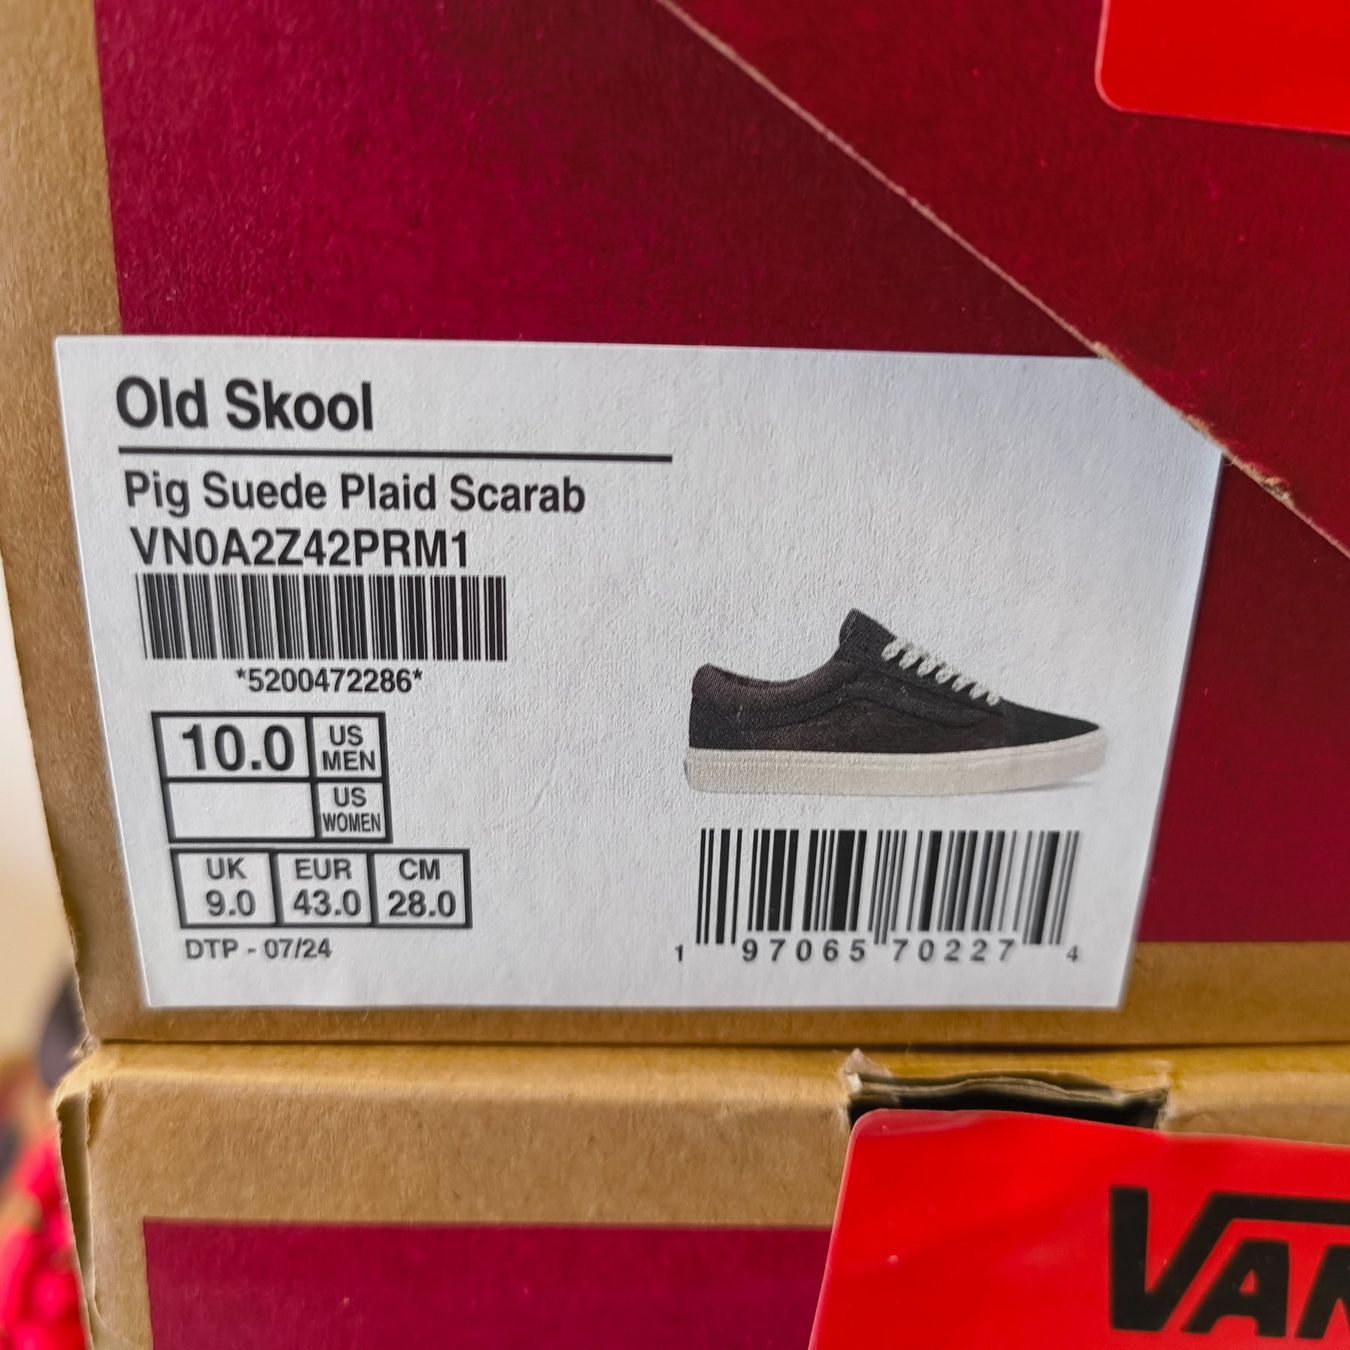 Old Skool
Pig Suede Plaid Scarab
VN0A2Z42PRM1
*5200472286*
10.0 US MEN
US WOMEN
UK EUR CM
9.0 43.0 28.0
DTP - 07/24
1 97065 70227 4
VAN